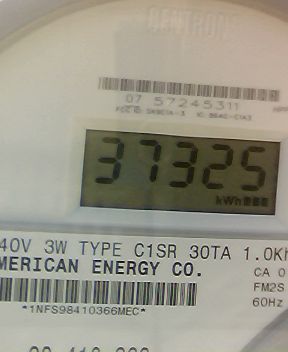 CENTRON
07 57245311
37325
kWh
40V 3W TYPE C1SR 30TA 1.0Kh
MERICAN ENERGY CO.
CA 0
FM2S
60Hz
*1NFS98410366MEC*